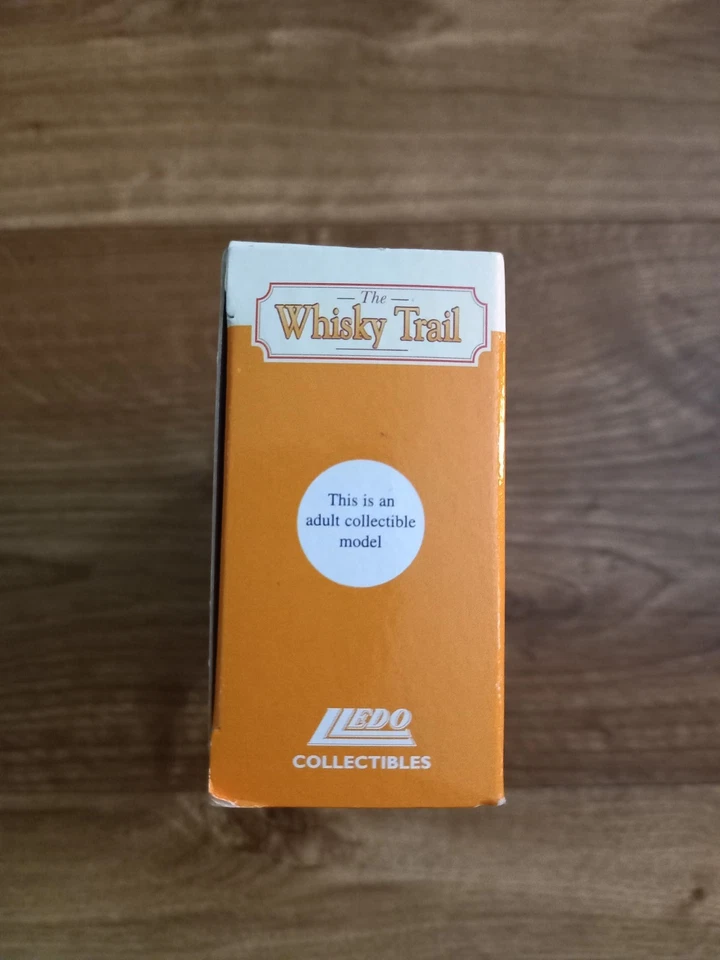 The
Whisky Trail
This is an
adult collectible
model
LLEDO
COLLECTIBLES